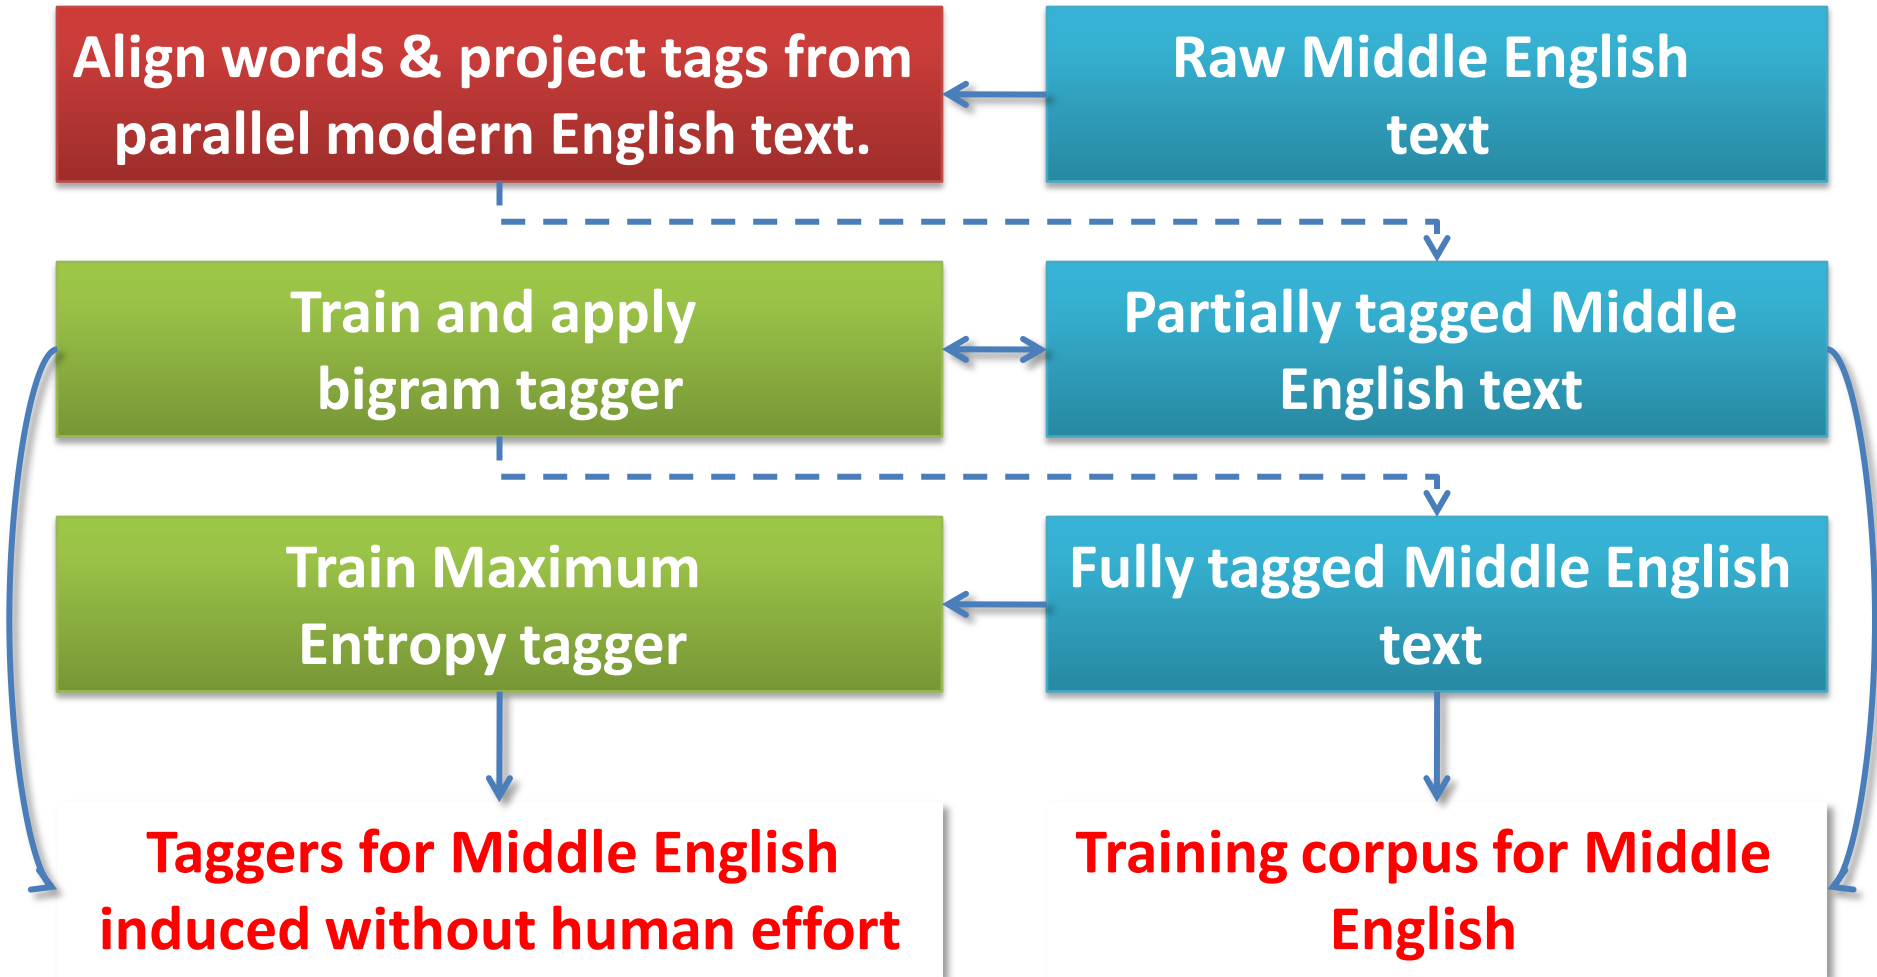 Align words & project tags from
parallel modern English text.
Raw Middle English
text
Train and apply
bigram tagger
Partially tagged Middle
English text
Train Maximum
Entropy tagger
Fully tagged Middle English
text
Taggers for Middle English
induced without human effort
Training corpus for Middle
English